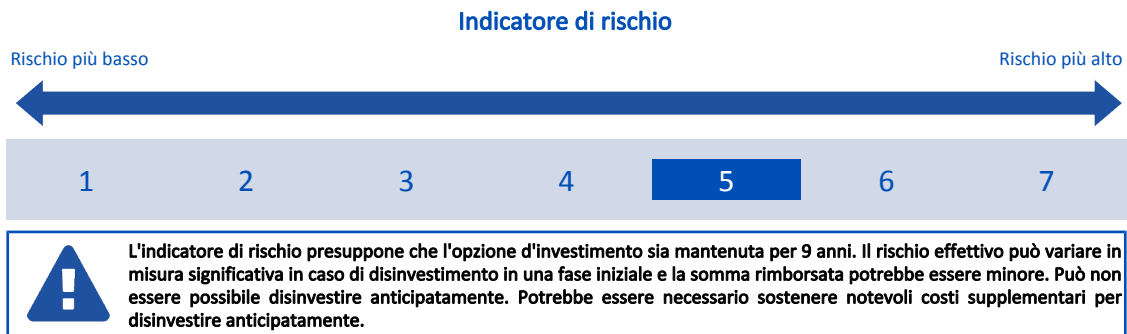 Indicatore di rischio
Rischio più basso
Rischio più alto
1 2 3 4 5 6 7
L'indicatore di rischio presuppone che l'opzione d'investimento sia mantenuta per 9 anni. Il rischio effettivo può variare in
misura significativa in caso di disinvestimento in una fase iniziale e la somma rimborsata potrebbe essere minore. Può non
essere possibile disinvestire anticipatamente. Potrebbe essere necessario sostenere notevoli costi supplementari per
disinvestire anticipatamente.